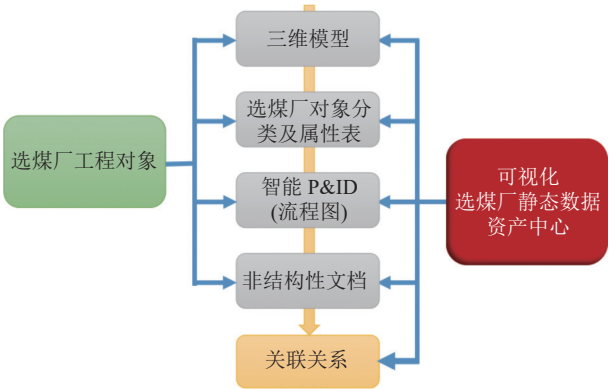 三维模型
选煤厂对象分
类及属性表
选煤厂工程对象
智能 P&ID
(流程图)
可视化
选煤厂静态数据
资产中心
非结构性文档
关联关系